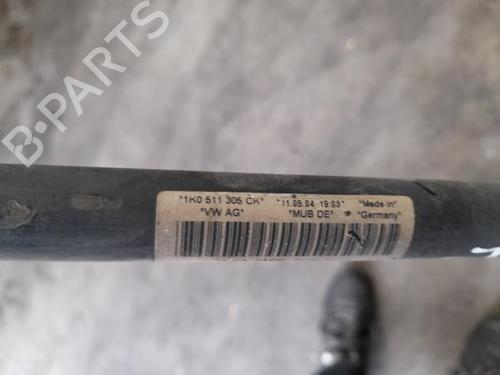 B-PARTS
"1K0 511 305 CK" "11.05.04 19:03" "Made in"
"VW AG" "MUB DE" "Germany"